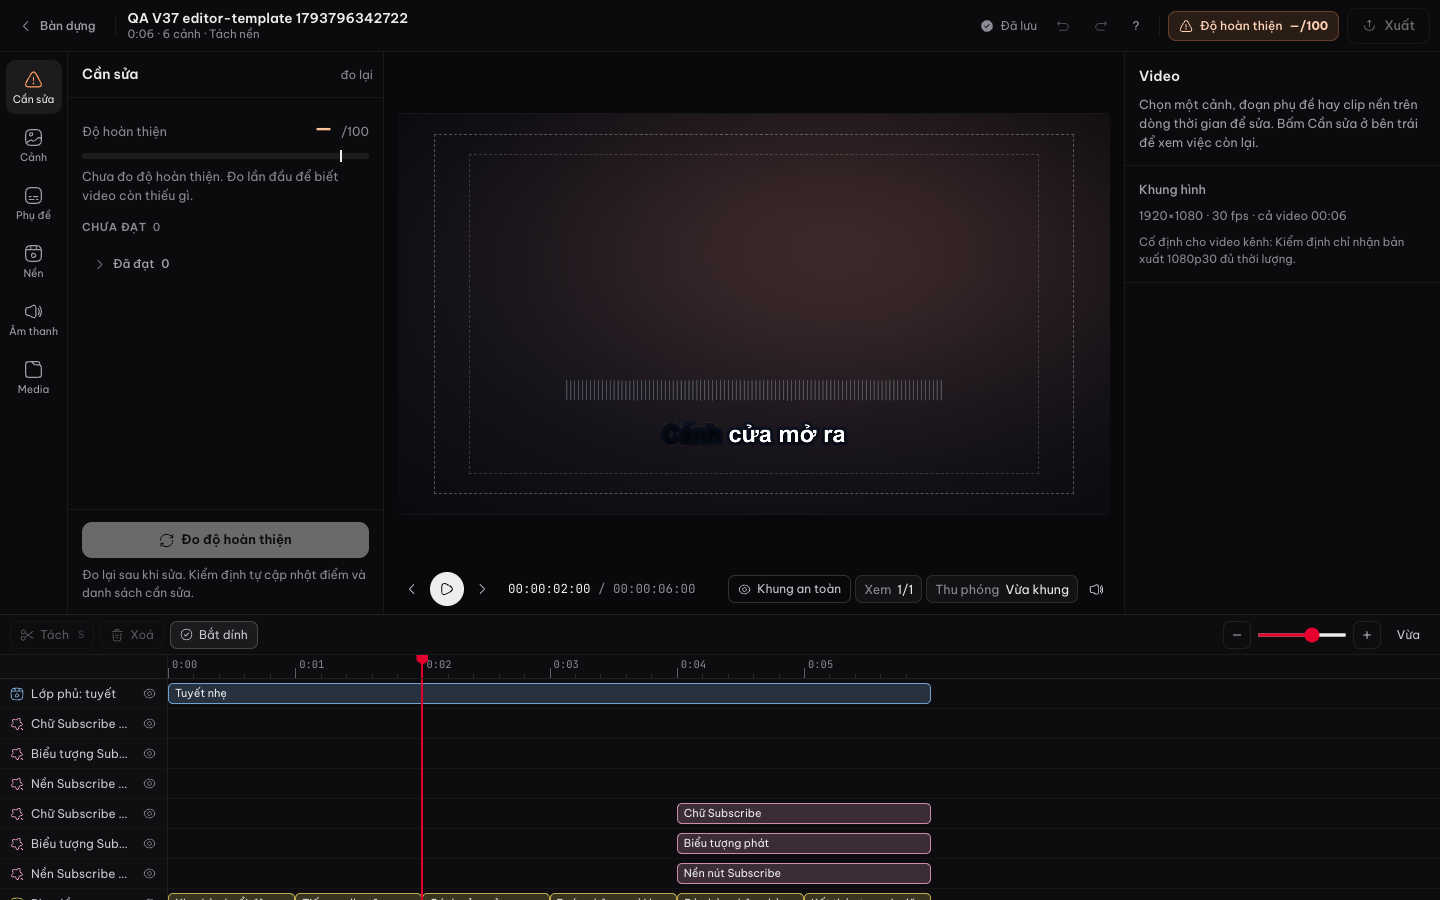 Bàn dựng
QA V37 editor-template 1793796342722
0:06 · 6 cảnh · Tách nền
Đã lưu
?
Độ hoàn thiện –/100
Xuất
Cần sửa
Cảnh
Phụ đề
Nền
Âm thanh
Media
Cần sửa
đo lại
Độ hoàn thiện – /100
Chưa đo độ hoàn thiện. Đo lần đầu để biết
video còn thiếu gì.
CHƯA ĐẠT 0
Đã đạt 0
Đo độ hoàn thiện
Đo lại sau khi sửa. Kiểm định tự cập nhật điểm và
danh sách cần sửa.
Cánh cửa mở ra
00:00:02:00 / 00:00:06:00
Khung an toàn
Xem 1/1
Thu phóng Vừa khung
Video
Chọn một cảnh, đoạn phụ đề hay clip nền trên
dòng thời gian để sửa. Bấm Cần sửa ở bên trái
để xem việc còn lại.
Khung hình
1920×1080 · 30 fps · cả video 00:06
Cố định cho video kênh: Kiểm định chỉ nhận bản
xuất 1080p30 đủ thời lượng.
Tách S
Xoá
Bắt dính
Vừa
0:00
0:01
0:02
0:03
0:04
0:05
Lớp phủ: tuyết
Tuyết nhẹ
Chữ Subscribe ...
Biểu tượng Sub...
Nền Subscribe ...
Chữ Subscribe ...
Chữ Subscribe
Biểu tượng Sub...
Biểu tượng phát
Nền Subscribe ...
Nền nút Subscribe